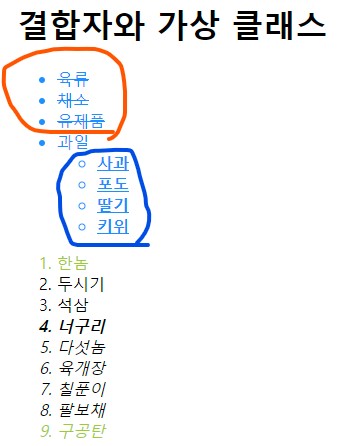 결합자와 가상 클래스
육류
채소
유제품
과일
사과
포도
딸기
키위
1. 한놈
2. 두시기
3. 석삼
4. 너구리
5. 다섯놈
6. 육개장
7. 칠푼이
8. 팔보채
9. 구공탄